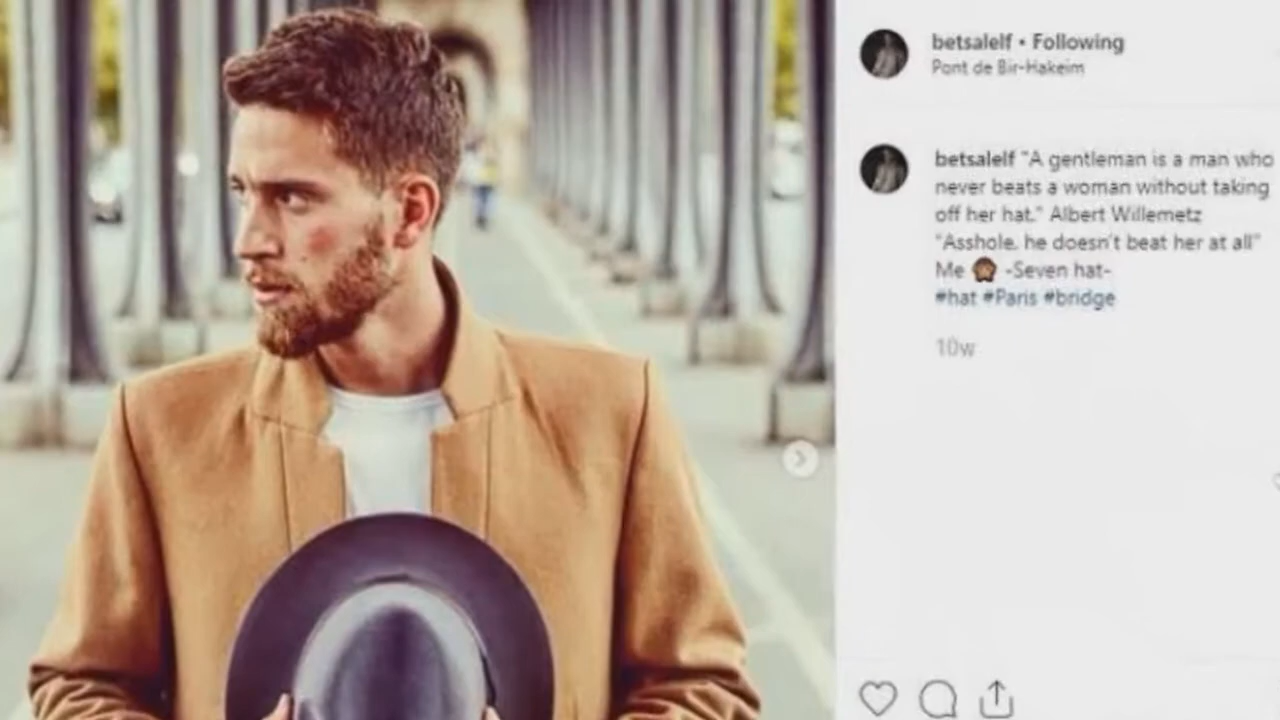 betsalelf • Following
Pont de Bir-Hakeim
betsalelf "A gentleman is a man who
never beats a woman without taking
off her hat." Albert Willemetz
"Asshole. he doesn't beat her at all"
Me 🙈 -Seven hat-
#hat #Paris #bridge
10w